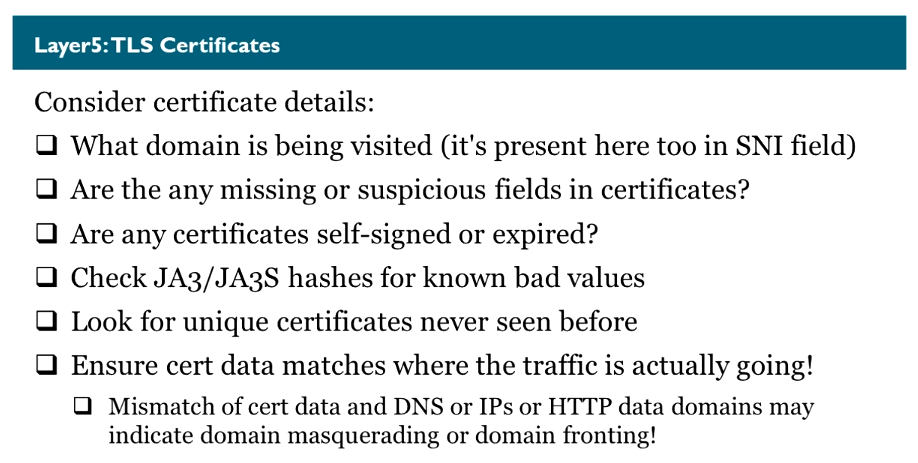 Layer5: TLS Certificates
Consider certificate details:
❑ What domain is being visited (it's present here too in SNI field)
❑ Are the any missing or suspicious fields in certificates?
❑ Are any certificates self-signed or expired?
❑ Check JA3/JA3S hashes for known bad values
❑ Look for unique certificates never seen before
❑ Ensure cert data matches where the traffic is actually going!
❑ Mismatch of cert data and DNS or IPs or HTTP data domains may
indicate domain masquerading or domain fronting!